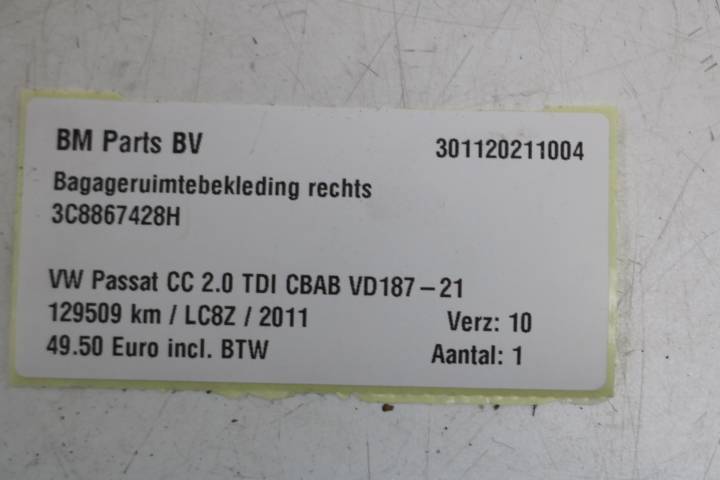 BM Parts BV 301120211004
Bagageruimtebekleding rechts
3C8867428H
VW Passat CC 2.0 TDI CBAB VD187-21
129509 km / LC8Z / 2011 Verz: 10
49.50 Euro incl. BTW Aantal: 1